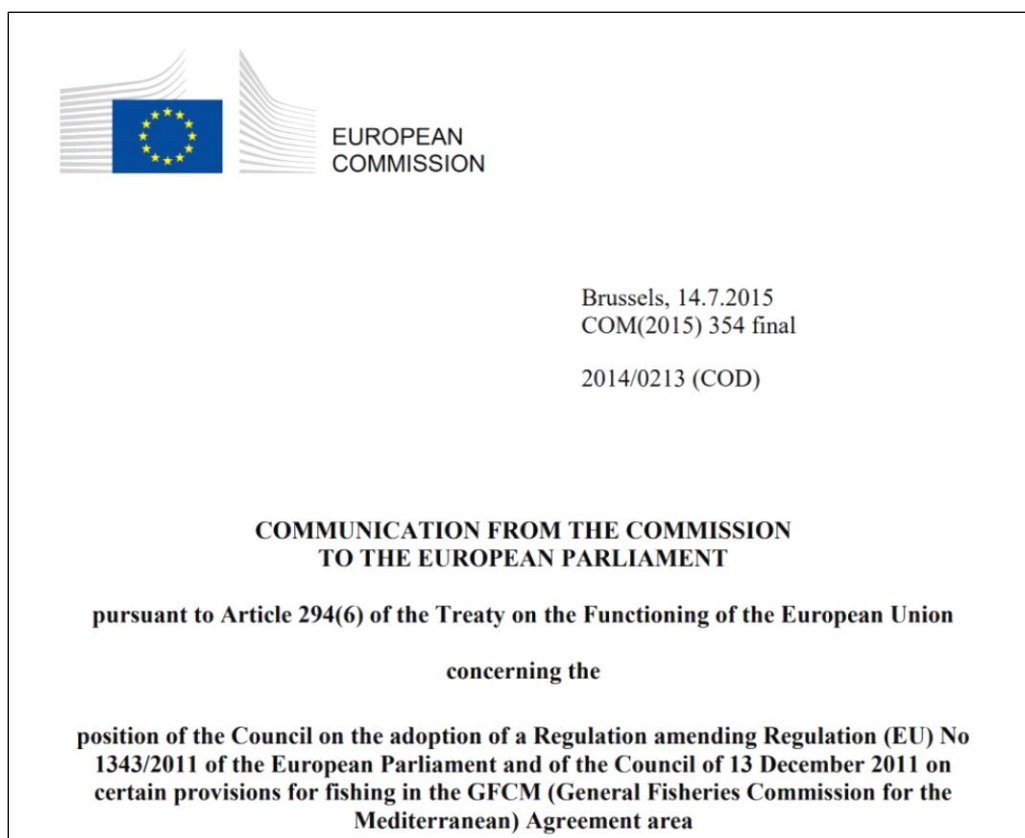 EUROPEAN
COMMISSION
Brussels, 14.7.2015
COM(2015) 354 final
2014/0213 (COD)
COMMUNICATION FROM THE COMMISSION
TO THE EUROPEAN PARLIAMENT
pursuant to Article 294(6) of the Treaty on the Functioning of the European Union
concerning the
position of the Council on the adoption of a Regulation amending Regulation (EU) No
1343/2011 of the European Parliament and of the Council of 13 December 2011 on
certain provisions for fishing in the GFCM (General Fisheries Commission for the
Mediterranean) Agreement area